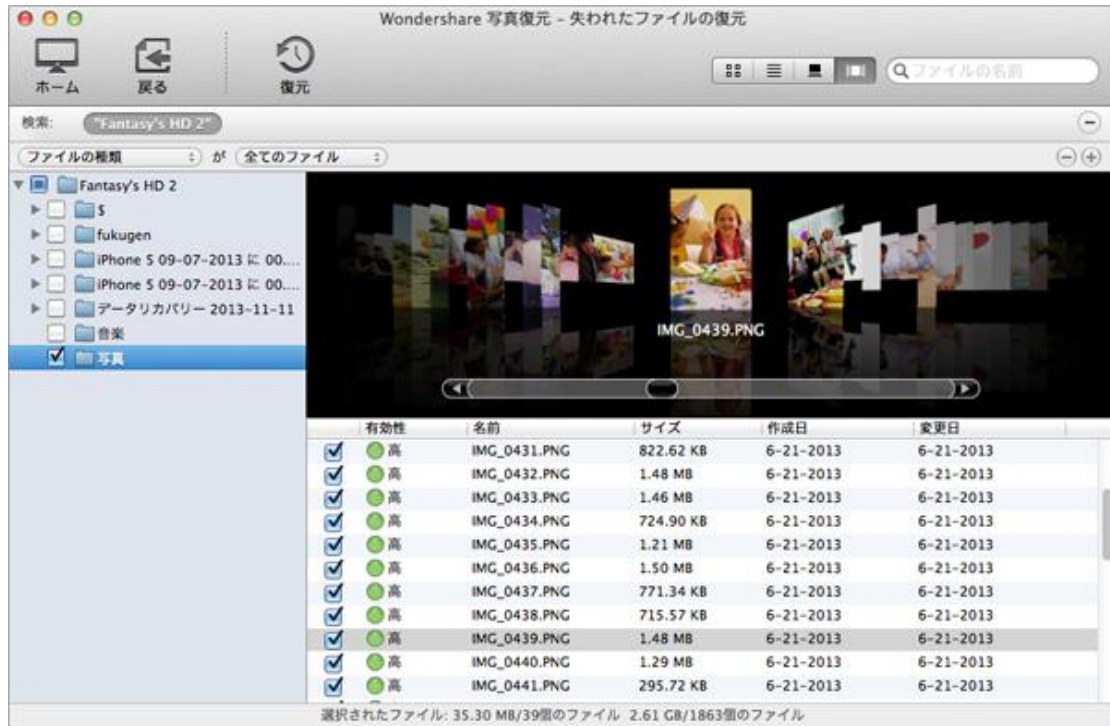 Wondershare 写真復元 – 失われたファイルの復元
ホーム 戻る 復元 ファイルの名前
検索: "Fantasy's HD 2"
ファイルの種類 が 全てのファイル
Fantasy's HD 2
$
fukugen
iPhone 5 09-07-2013 に 00....
iPhone 5 09-07-2013 に 00....
データリカバリー 2013-11-11
音楽
写真
IMG_0439.PNG
有効性 名前 サイズ 作成日 変更日
高 IMG_0431.PNG 822.62 KB 6-21-2013 6-21-2013
高 IMG_0432.PNG 1.48 MB 6-21-2013 6-21-2013
高 IMG_0433.PNG 1.46 MB 6-21-2013 6-21-2013
高 IMG_0434.PNG 724.90 KB 6-21-2013 6-21-2013
高 IMG_0435.PNG 1.21 MB 6-21-2013 6-21-2013
高 IMG_0436.PNG 1.50 MB 6-21-2013 6-21-2013
高 IMG_0437.PNG 771.34 KB 6-21-2013 6-21-2013
高 IMG_0438.PNG 715.57 KB 6-21-2013 6-21-2013
高 IMG_0439.PNG 1.48 MB 6-21-2013 6-21-2013
高 IMG_0440.PNG 1.29 MB 6-21-2013 6-21-2013
高 IMG_0441.PNG 295.72 KB 6-21-2013 6-21-2013
選択されたファイル: 35.30 MB/39個のファイル 2.61 GB/1863個のファイル